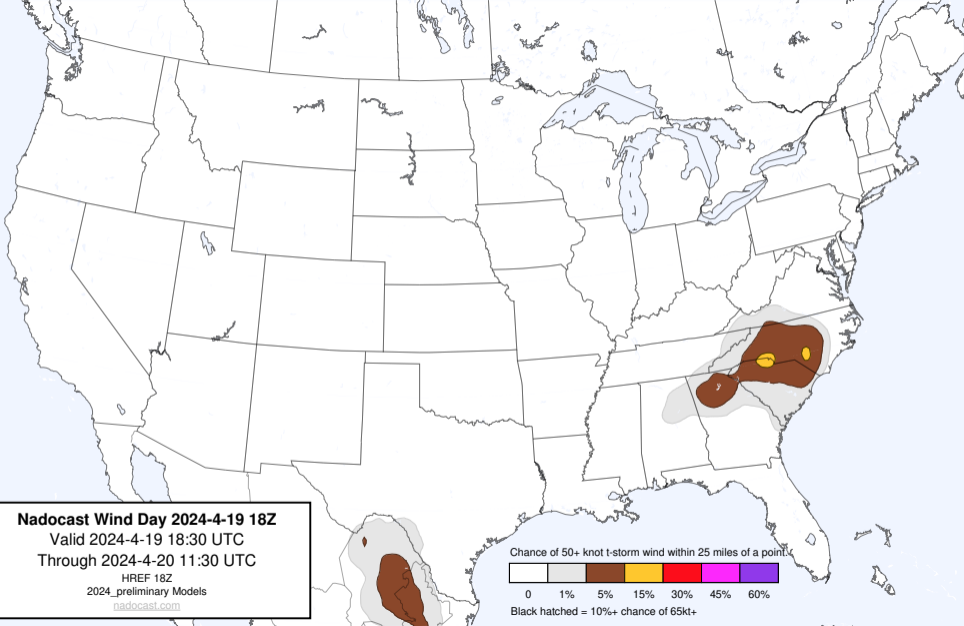 Nadocast Wind Day 2024-4-19 18Z
Valid 2024-4-19 18:30 UTC
Through 2024-4-20 11:30 UTC
HREF 18Z
2024_preliminary Models
nadocast.com
Chance of 50+ knot t-storm wind within 25 miles of a point.
0 1% 5% 15% 30% 45% 60%
Black hatched = 10%+ chance of 65kt+